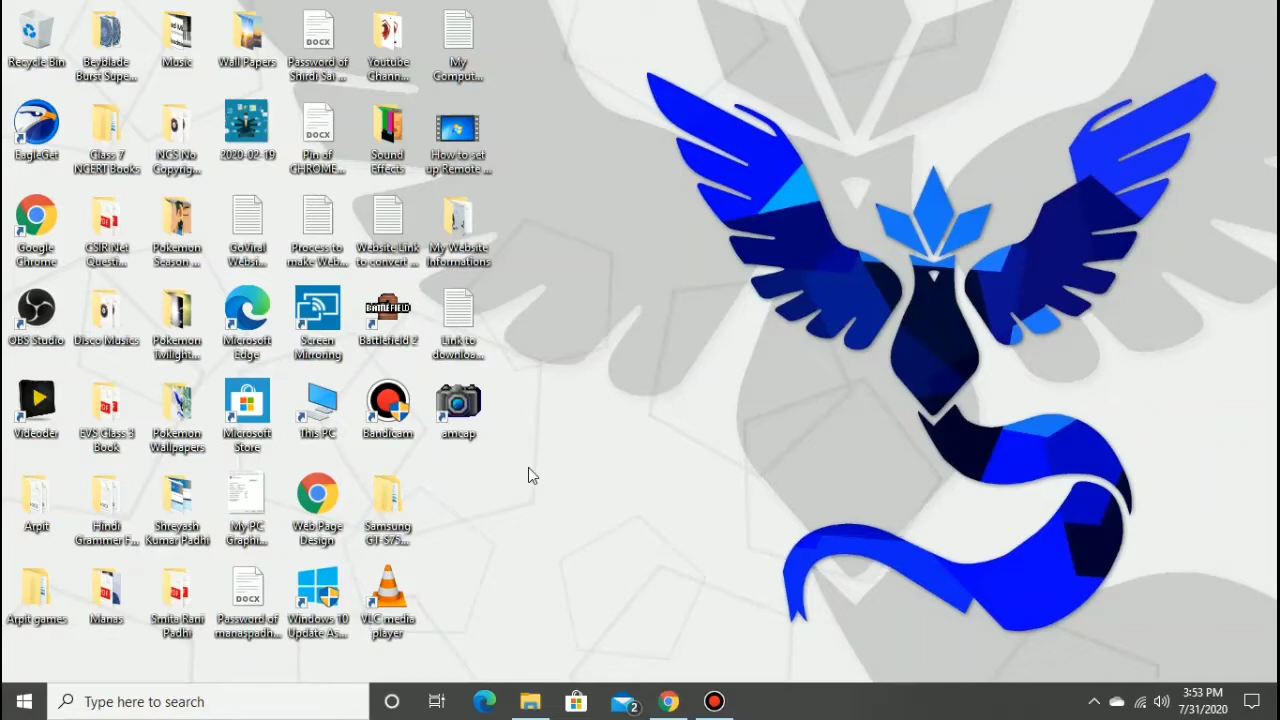 Recycle Bin
Beyblade
Burst Supe...
Music
Wall Papers
Password of
Shirdi Sai ...
Youtube
Chann...
My
Comput...
EagleGet
Class 7
NCERT Books
NCS No
Copyrig...
2020-02-19
Pin of
CHROME...
Sound
Effects
How to set
up Remote ...
Google
Chrome
CSIR Net
Questi...
Pokemon
Season ...
GoViral
Websi...
Process to
make Web...
Website Link
to convert ...
My Website
Informations
OBS Studio
Disco Musics
Pokemon
Twilight...
Microsoft
Edge
Screen
Mirroring
BATTLEFIELD
Battlefield 2
Link to
downloa...
Videoder
EVS Class 3
Book
Pokemon
Wallpapers
Microsoft
Store
This PC
Bandicam
amcap
Arpit
Hindi
Grammer F...
Shreyash
Kumar Padhi
My PC
Graphi...
Web Page
Design
Samsung
GT-S75...
Arpit games
Manas
Smita Rani
Padhi
DOCX
Password of
manaspadh...
Windows 10
Update As...
VLC media
player
Type here to search
2
3:53 PM
7/31/2020